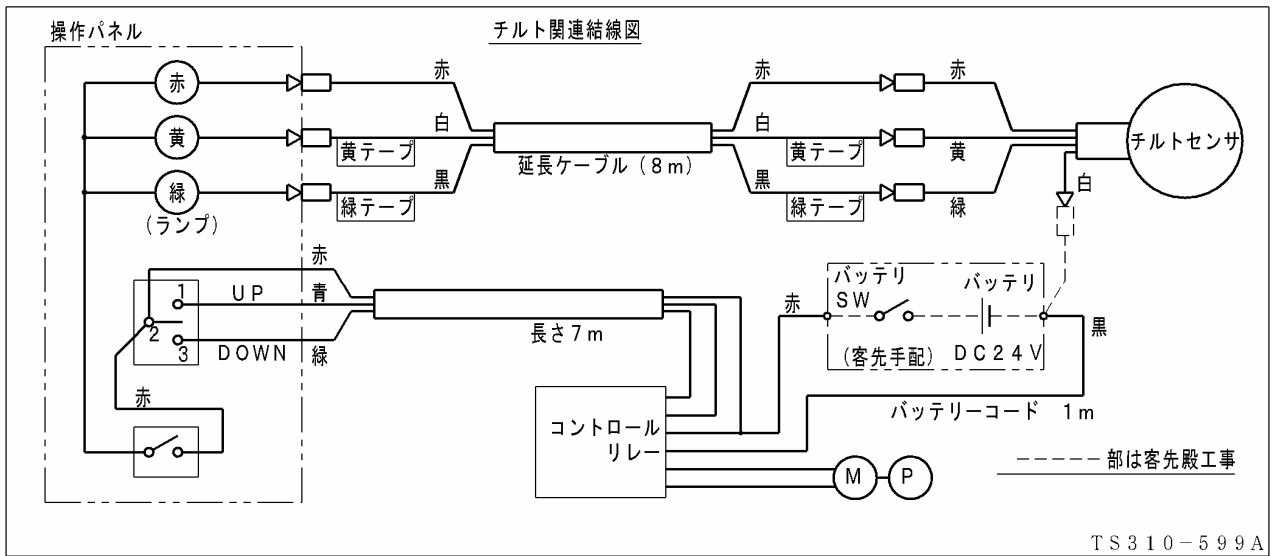 操作パネル
チルト関連結線図
赤
黄
緑
(ランプ)
赤
白
黄テープ
黒
緑テープ
延長ケーブル(8m)
赤
白
黄テープ
黒
緑テープ
赤
黄
緑
チルトセンサ
白
1
2
3
UP
DOWN
赤
青
緑
赤
長さ7m
コントロール
リレー
M
P
赤
バッテリ
SW
バッテリ
(客先手配)
DC24V
黒
バッテリーコード 1m
-----部は客先殿工事
TS310-599A